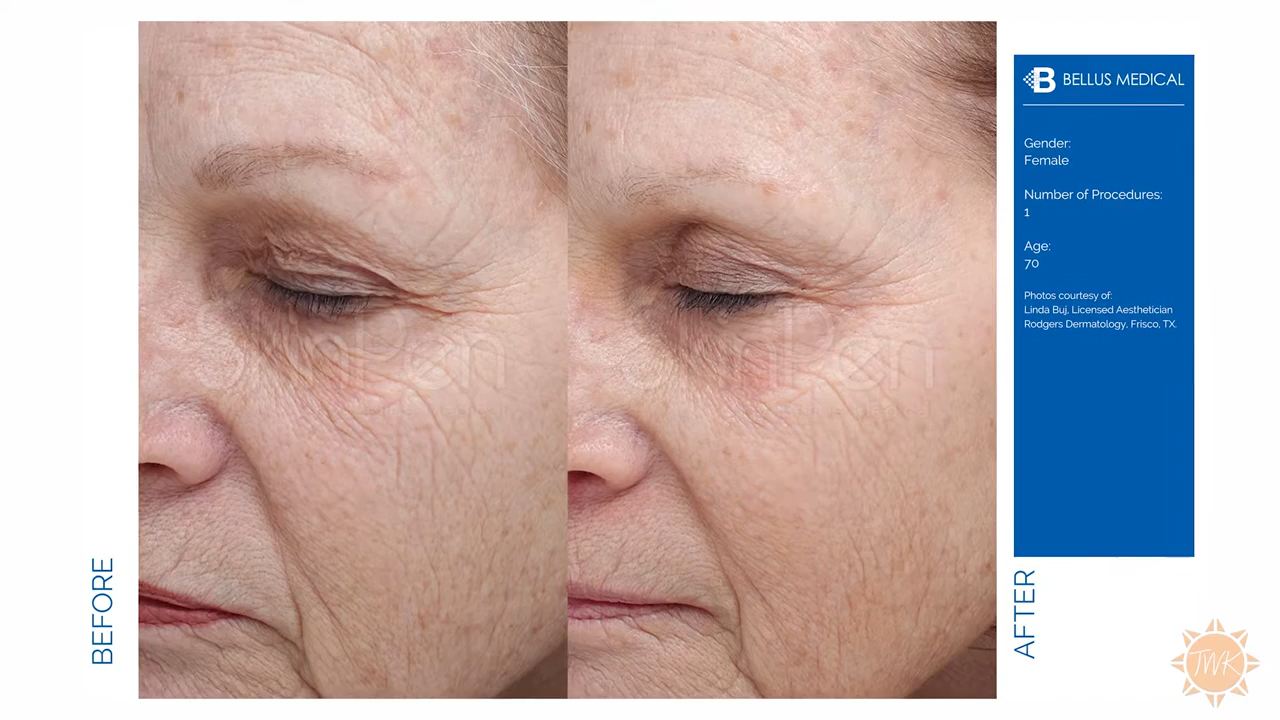 BEFORE
B BELLUS MEDICAL
Gender:
Female
Number of Procedures:
1
Age:
70
Photos courtesy of:
Linda Buj, Licensed Aesthetician
Rodgers Dermatology, Frisco, TX.
AFTER
TWK